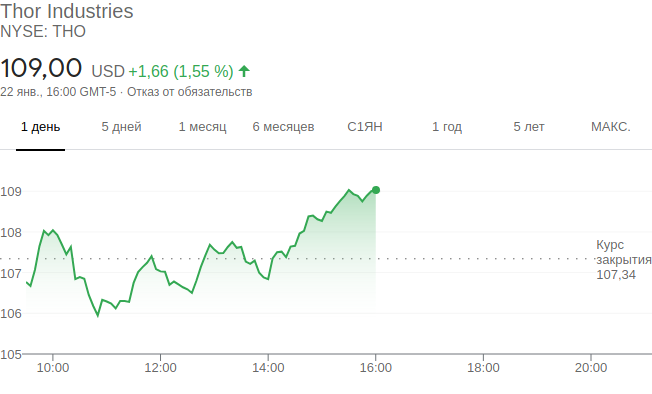 Thor Industries
NYSE: THO
109,00 USD +1,66 (1,55 %)
22 янв., 16:00 GMT-5 · Отказ от обязательств
1 день 5 дней 1 месяц 6 месяцев С1ЯН 1 год 5 лет МАКС.
109
108
Курс
закрытия
107,34
107
106
105
10:00 12:00 14:00 16:00 18:00 20:00